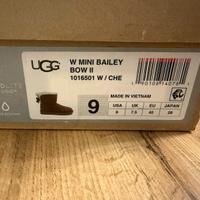 UGG
W MINI BAILEY
BOW II
1016501 W / CHE
MADE IN VIETNAM
9
USA UK EU JAPAN
9 7.5 40 26